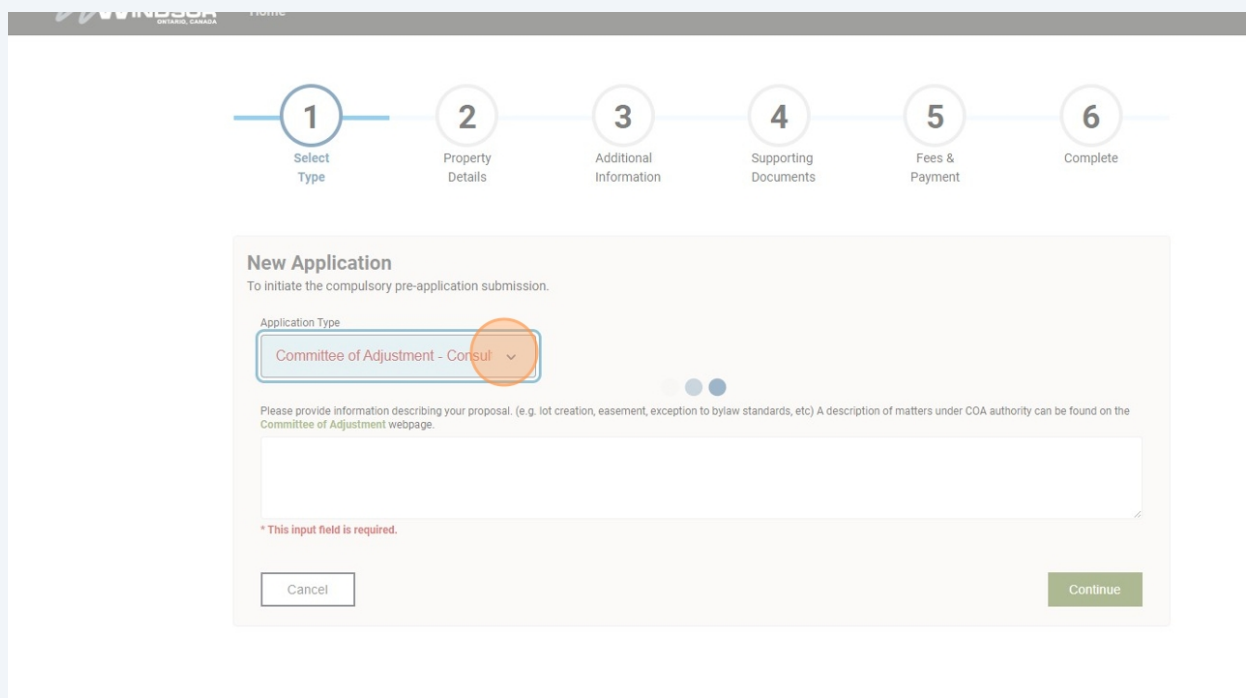 WINDSOR
ONTARIO, CANADA
Home
1
2
3
4
5
6
Select
Type
Property
Details
Additional
Information
Supporting
Documents
Fees &
Payment
Complete
New Application
To initiate the compulsory pre-application submission.
Application Type
Committee of Adjustment - Consul
Please provide information describing your proposal. (e.g. lot creation, easement, exception to bylaw standards, etc) A description of matters under COA authority can be found on the
Committee of Adjustment webpage.
* This input field is required.
Cancel
Continue